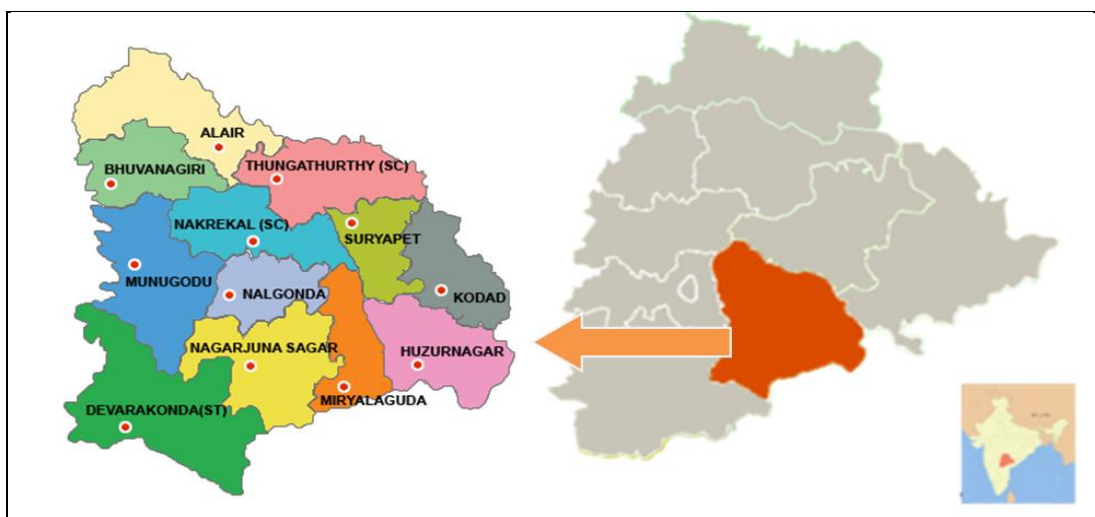 ALAIR
BHUVANAGIRI
THUNGATHURTHY (SC)
NAKREKAL (SC)
SURYAPET
MUNUGODU
NALGONDA
KODAD
NAGARJUNA SAGAR
HUZURNAGAR
MIRYALAGUDA
DEVARAKONDA(ST)